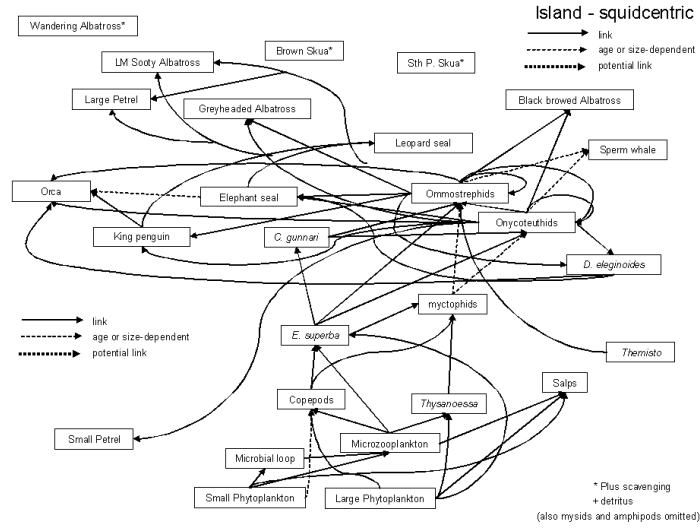 Island - squidcentric
Wandering Albatross*
link
Brown Skua*
age or size-dependent
LM Sooty Albatross
Sth P. Skua*
potential link
Large Petrel
Greyheaded Albatross
Black browed Albatross
Leopard seal
Sperm whale
Orca
Elephant seal
Ommostrephids
Onycoteuthids
King penguin
C. gunnari
D. eleginoides
myctophids
link
age or size-dependent
potential link
E. superba
Themisto
Salps
Copepods
Thysanoessa
Small Petrel
Microzooplankton
Microbial loop
Small Phytoplankton
Large Phytoplankton
* Plus scavenging
+ detritus
(also mysids and amphipods omitted)